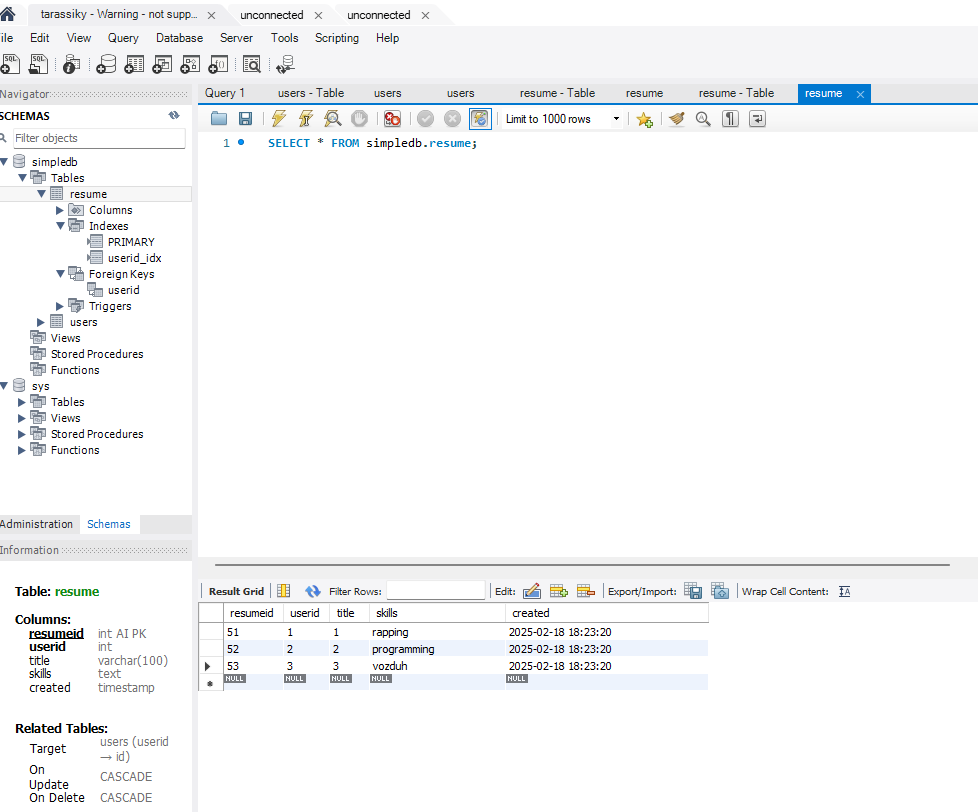 tarassiky - Warning - not supp... × unconnected × unconnected ×
ile Edit View Query Database Server Tools Scripting Help
Navigator
SCHEMAS
Filter objects
simpledb
Tables
resume
Columns
Indexes
PRIMARY
userid_idx
Foreign Keys
userid
Triggers
users
Views
Stored Procedures
Functions
sys
Tables
Views
Stored Procedures
Functions
Administration Schemas
Information
Table: resume
Columns:
resumeid int AI PK
userid int
title varchar(100)
skills text
created timestamp
Related Tables:
Target users (userid → id)
On Update CASCADE
On Delete CASCADE
Query 1 users - Table users users resume - Table resume resume - Table resume ×
Limit to 1000 rows
1 SELECT * FROM simpledb.resume;
Result Grid Filter Rows: Edit: Export/Import: Wrap Cell Content:
resumeid userid title skills created
51 1 1 rapping 2025-02-18 18:23:20
52 2 2 programming 2025-02-18 18:23:20
53 3 3 vozduh 2025-02-18 18:23:20
NULL NULL NULL NULL NULL